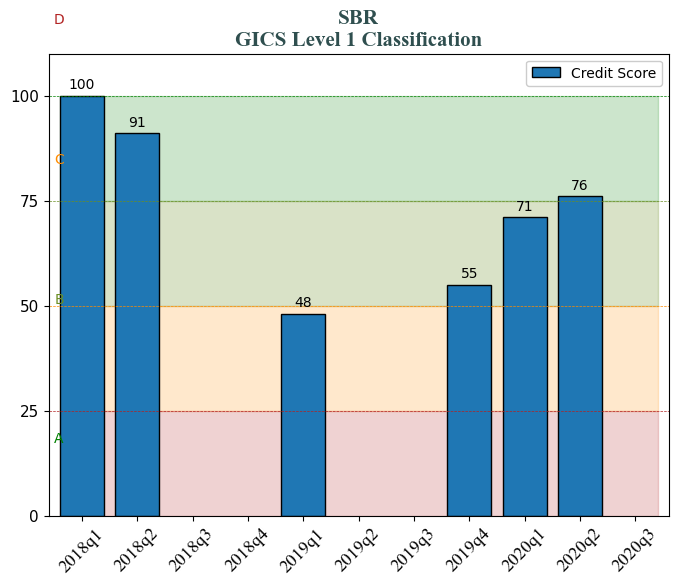 D
SBR
GICS Level 1 Classification
Credit Score
100
100
91
C
75
76
71
55
50
B
48
25
A
0
2018q1
2018q2
2018q3
2018q4
2019q1
2019q2
2019q3
2019q4
2020q1
2020q2
2020q3